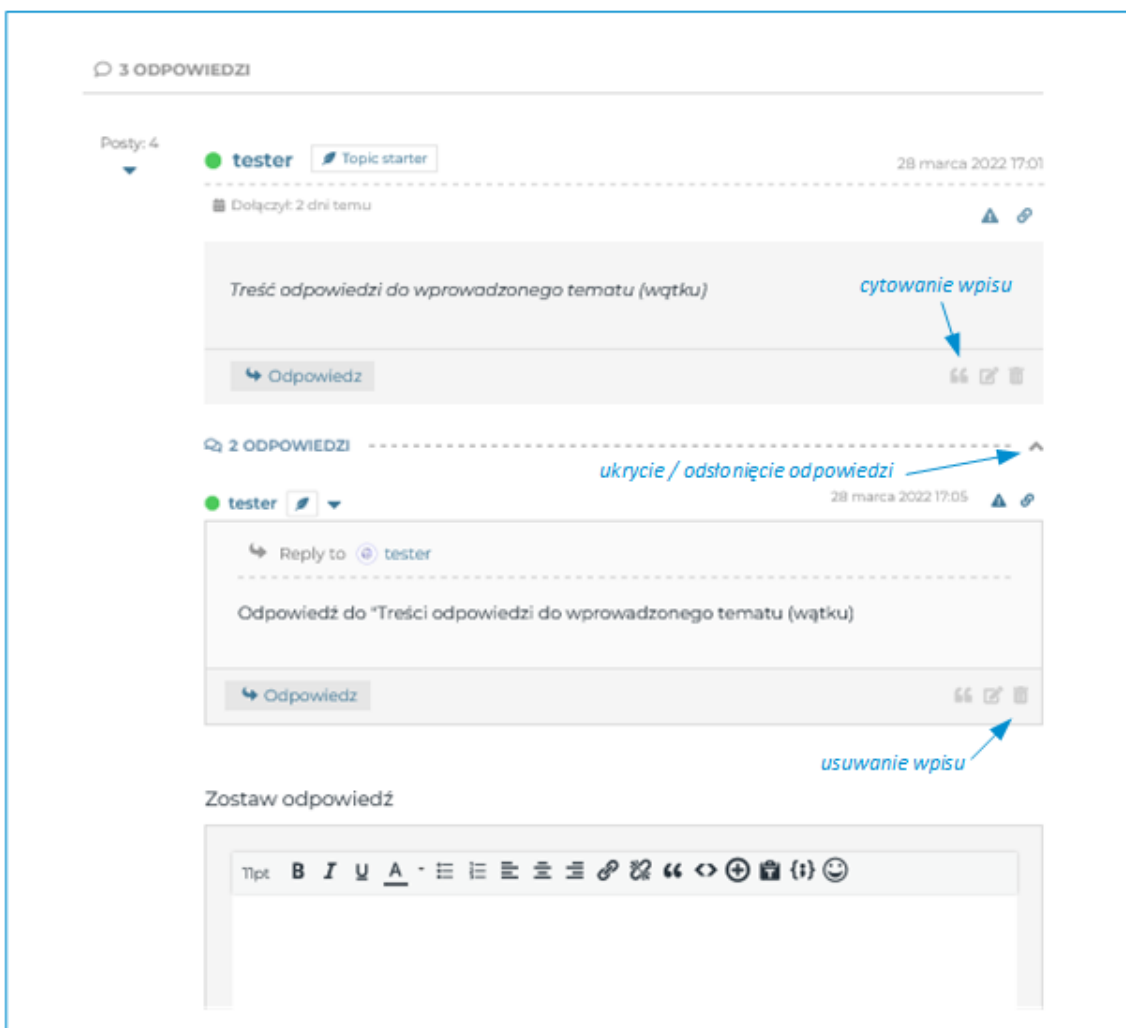 3 ODPOWIEDZI
Posty: 4
tester Topic starter 28 marca 2022 17:01
Dołączył: 2 dni temu
Treść odpowiedzi do wprowadzonego tematu (wątku)
cytowanie wpisu
Odpowiedz
2 ODPOWIEDZI
ukrycie / odsłonięcie odpowiedzi
tester 28 marca 2022 17:05
Reply to tester
Odpowiedź do "Treści odpowiedzi do wprowadzonego tematu (wątku)
Odpowiedz
usuwanie wpisu
Zostaw odpowiedź
11pt B I U A